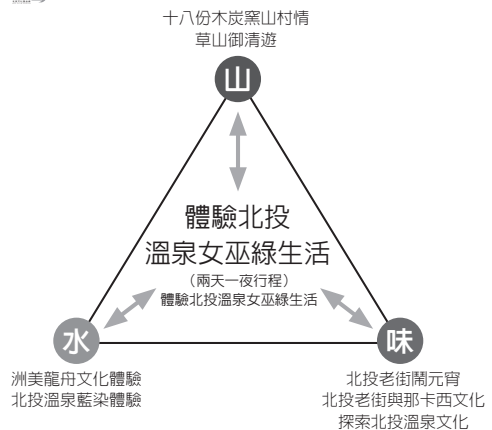 十八份木炭窯山村情
草山御清遊
山
體驗北投
溫泉女巫綠生活
（兩天一夜行程）
體驗北投溫泉女巫綠生活
水
味
洲美龍舟文化體驗
北投溫泉藍染體驗
北投老街鬧元宵
北投老街與那卡西文化
探索北投溫泉文化